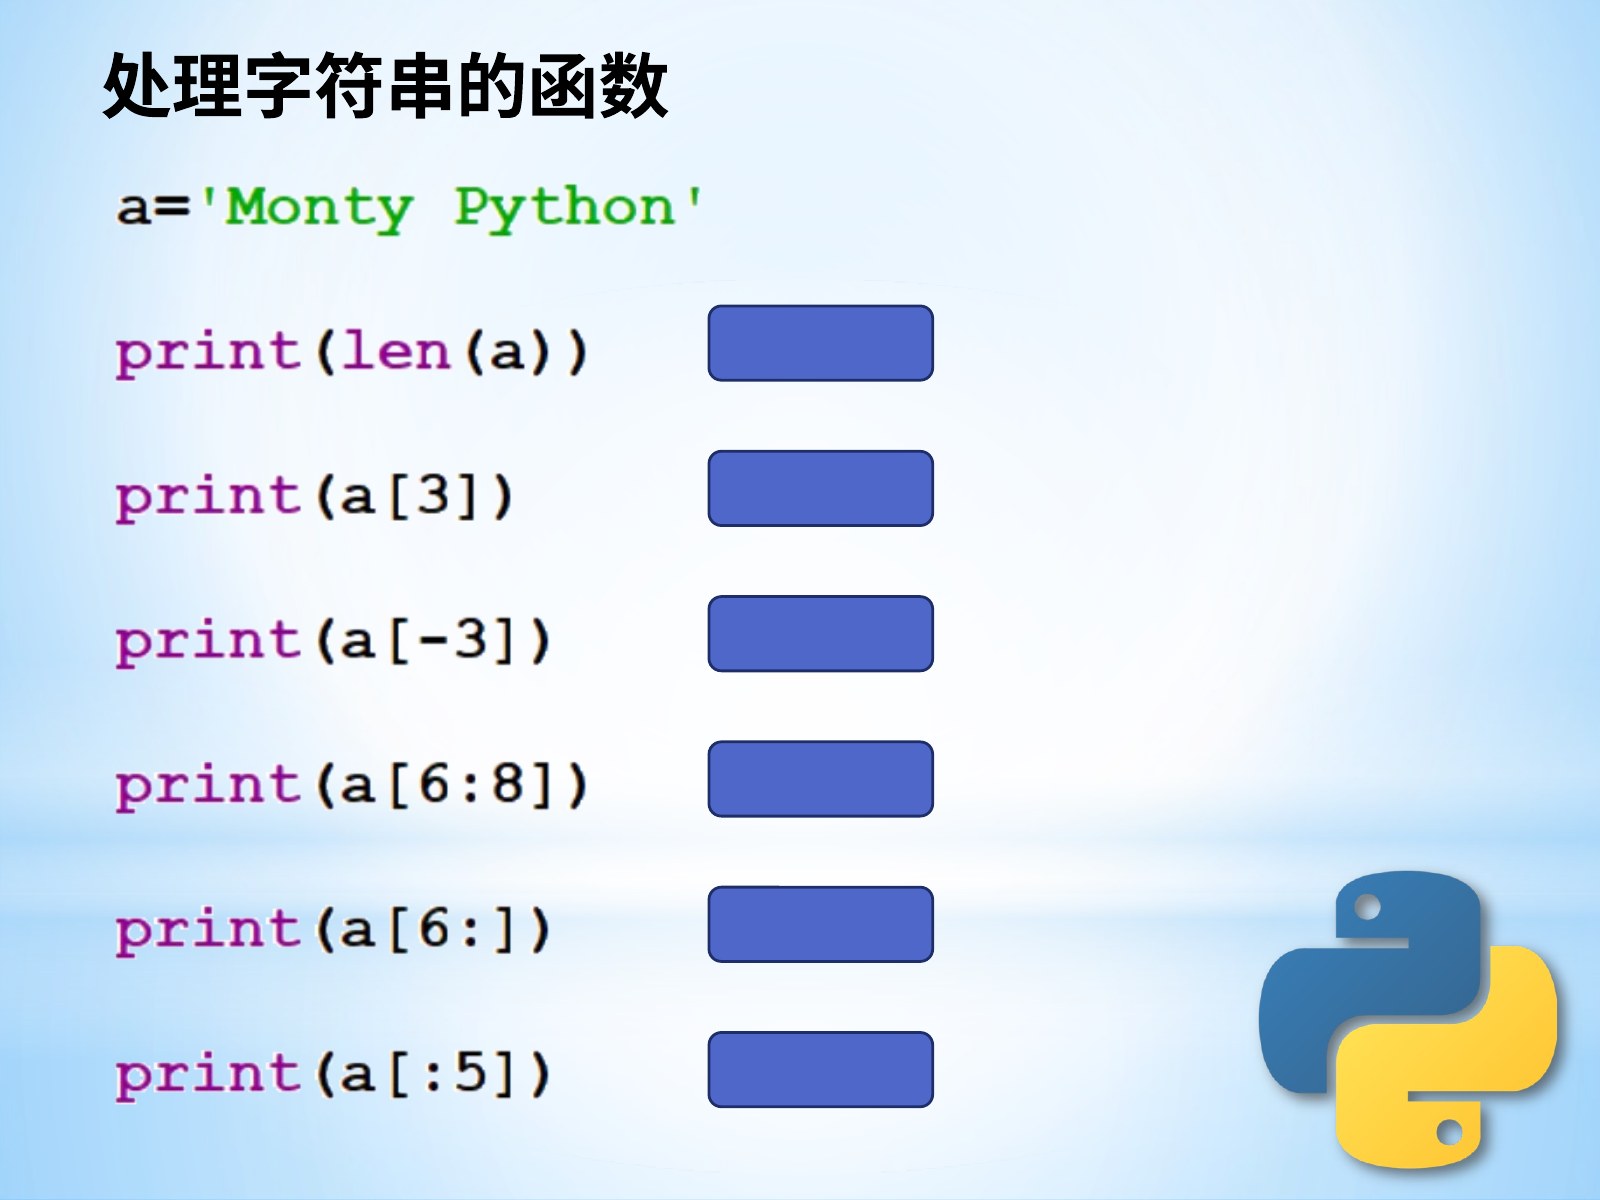 处理字符串的函数
a='Monty Python'
print(len(a))
print(a[3])
print(a[-3])
print(a[6:8])
print(a[6:])
print(a[:5])